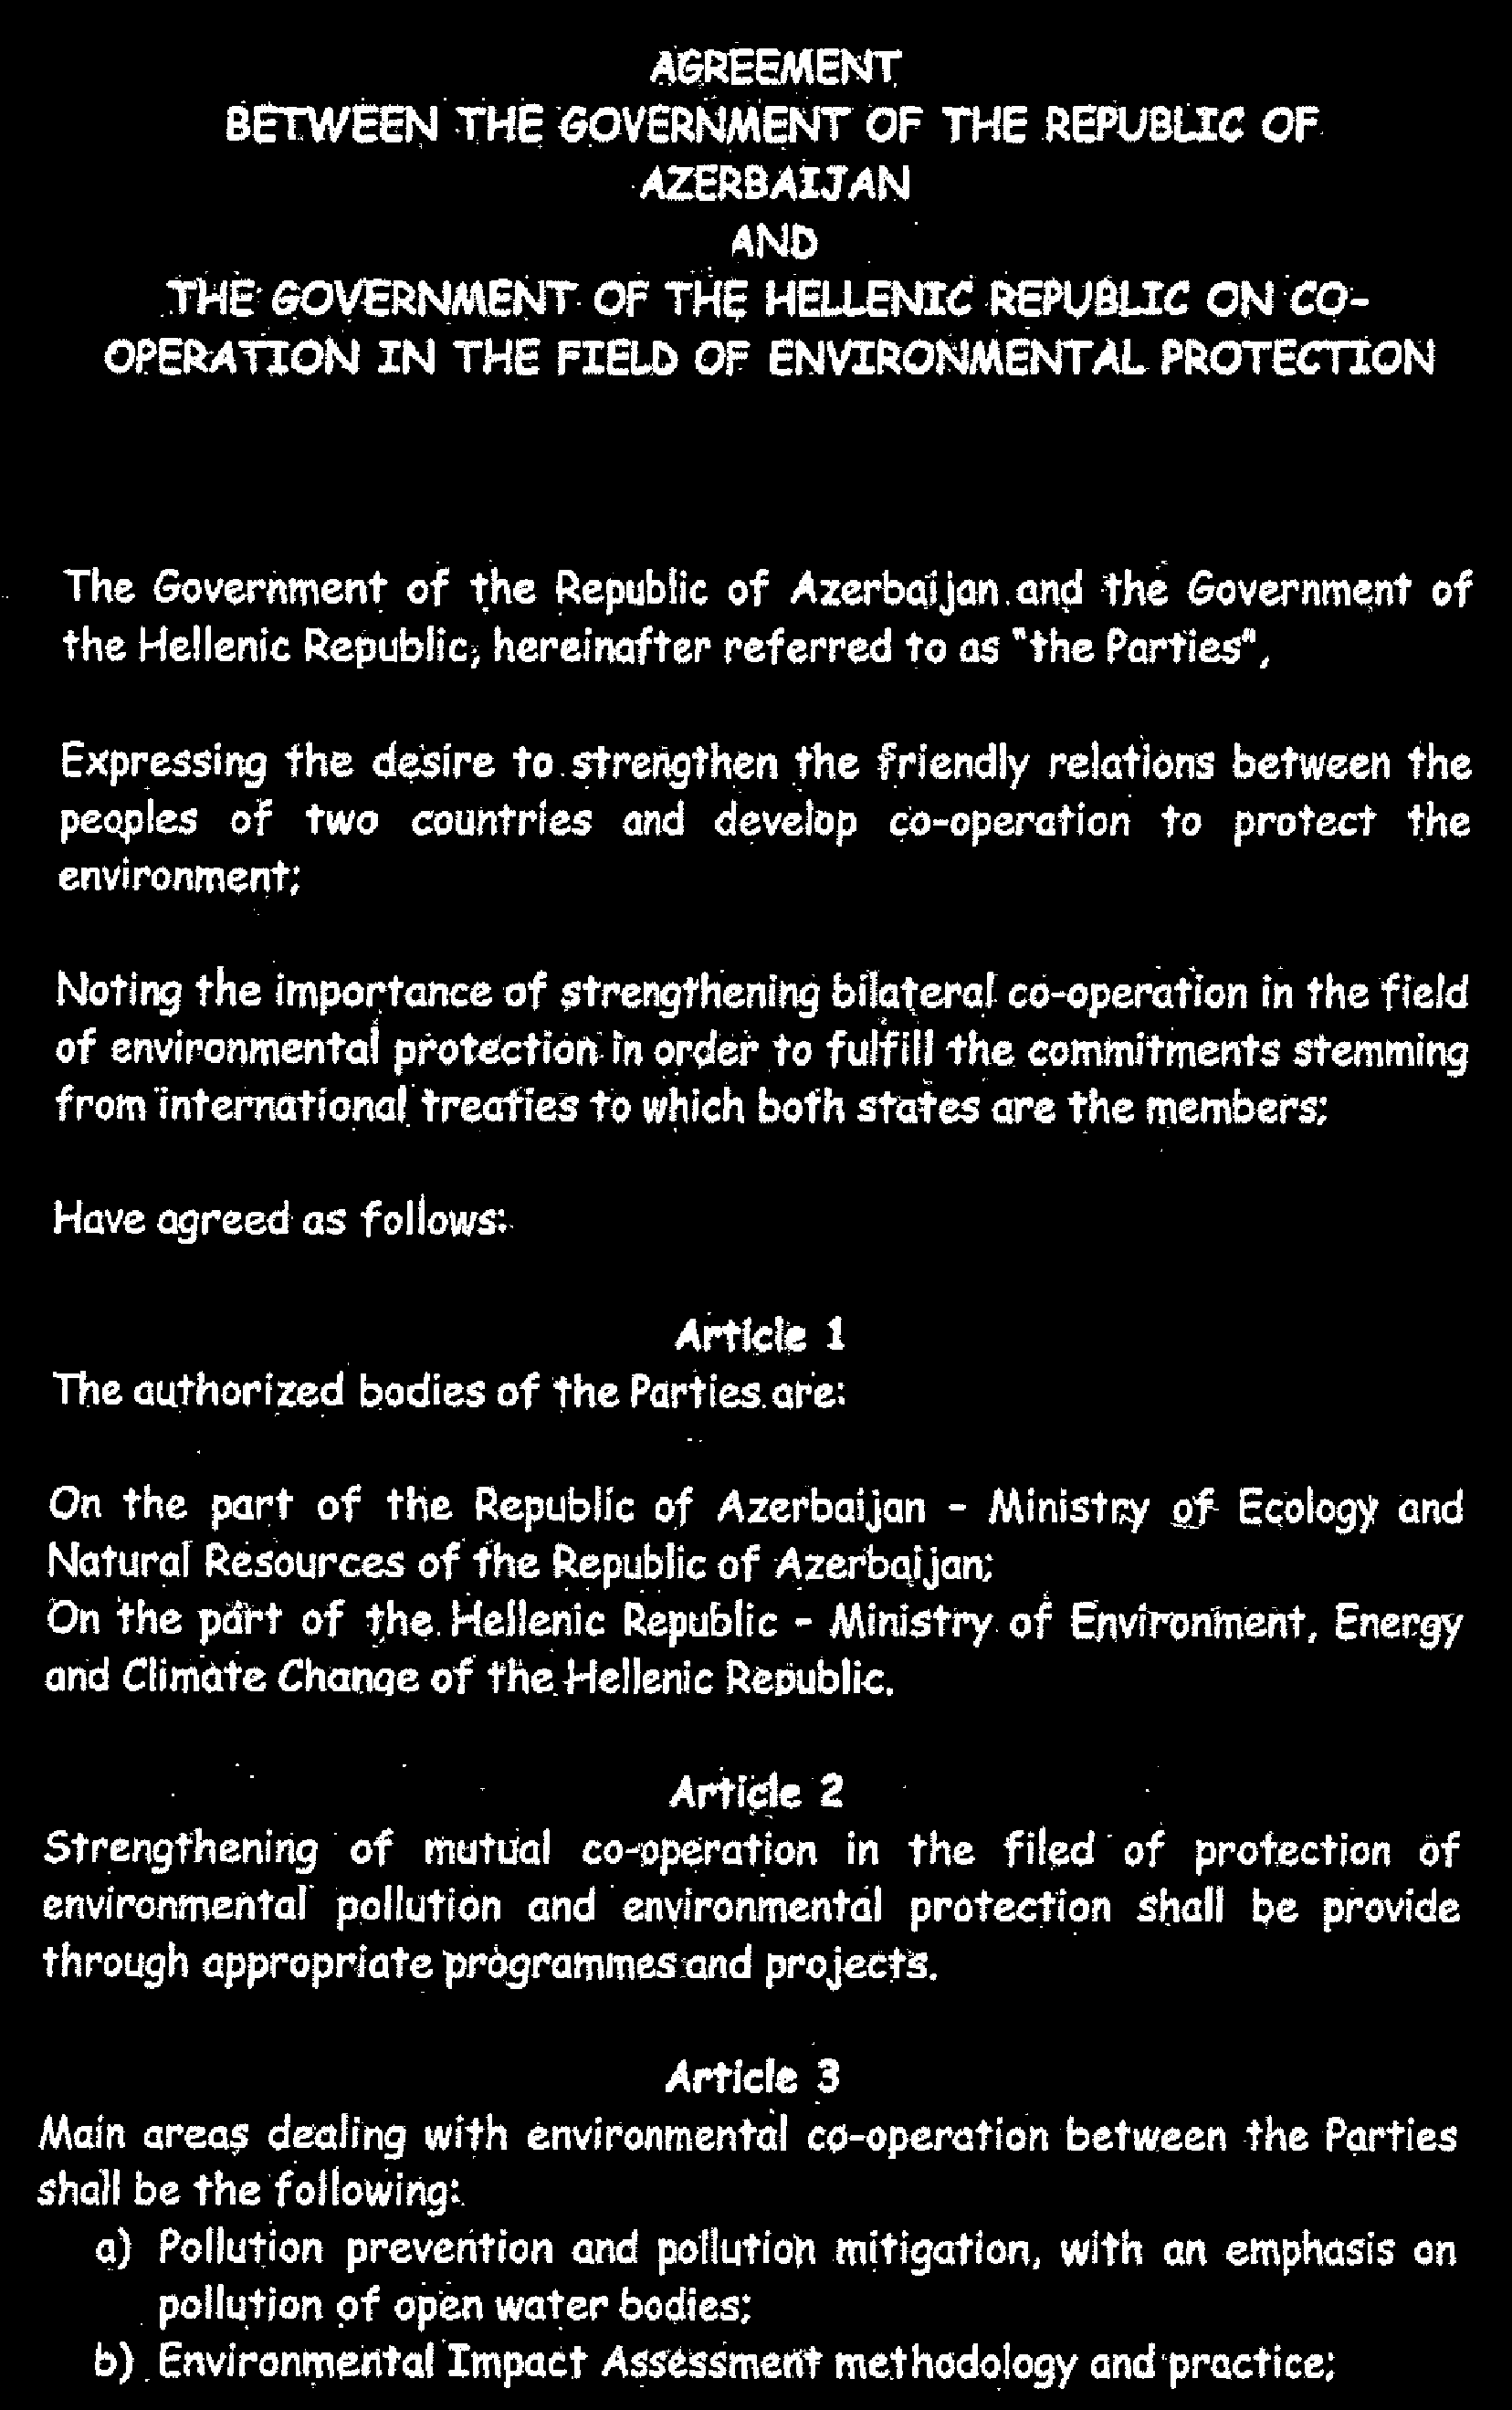 AGREEMENT
BETWEEN THE GOVERNMENT OF THE REPUBLIC OF
AZERBAIJAN
AND
THE GOVERNMENT OF THE HELLENIC REPUBLIC ON CO-
OPERATION IN THE FIELD OF ENVIRONMENTAL PROTECTION
The Government of the Republic of Azerbaijan and the Government of
the Hellenic Republic, hereinafter referred to as "the Parties",
Expressing the desire to strengthen the friendly relations between the
peoples of two countries and develop co-operation to protect the
environment;
Noting the importance of strengthening bilateral co-operation in the field
of environmental protection in order to fulfill the commitments stemming
from international treaties to which both states are the members;
Have agreed as follows:
Article 1
The authorized bodies of the Parties are:
On the part of the Republic of Azerbaijan - Ministry of Ecology and
Natural Resources of the Republic of Azerbaijan;
On the part of the Hellenic Republic - Ministry of Environment, Energy
and Climate Change of the Hellenic Republic.
Article 2
Strengthening of mutual co-operation in the filed of protection of
environmental pollution and environmental protection shall be provide
through appropriate programmes and projects.
Article 3
Main areas dealing with environmental co-operation between the Parties
shall be the following:
a) Pollution prevention and pollution mitigation, with an emphasis on
pollution of open water bodies;
b) Environmental Impact Assessment methodology and practice;